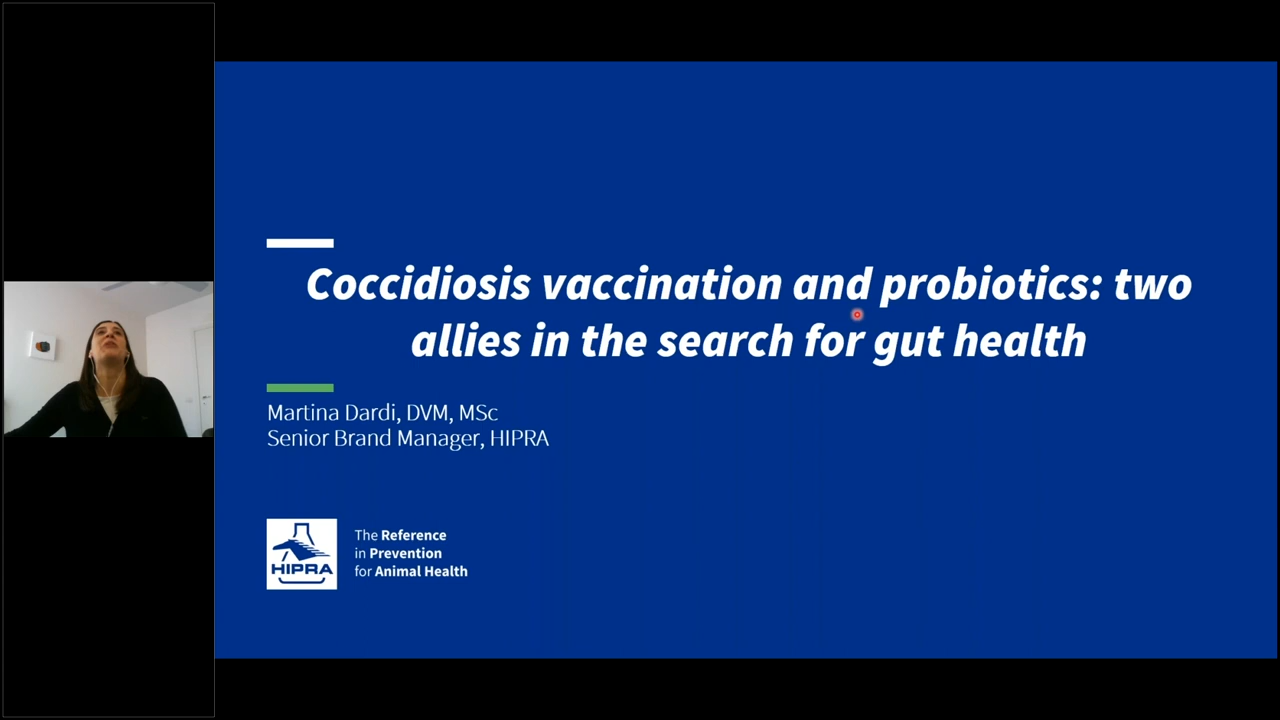 Coccidiosis vaccination and probiotics: two
allies in the search for gut health
Martina Dardi, DVM, MSc
Senior Brand Manager, HIPRA
HIPRA
The Reference
in Prevention
for Animal Health